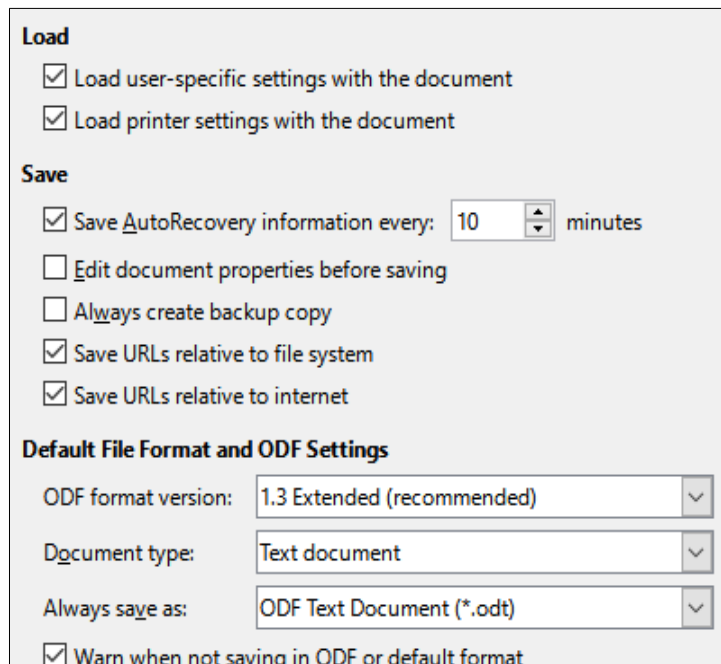 Load
Load user-specific settings with the document
Load printer settings with the document
Save
Save AutoRecovery information every: 10 minutes
Edit document properties before saving
Always create backup copy
Save URLs relative to file system
Save URLs relative to internet
Default File Format and ODF Settings
ODF format version: 1.3 Extended (recommended)
Document type: Text document
Always save as: ODF Text Document (*.odt)
Warn when not saving in ODF or default format